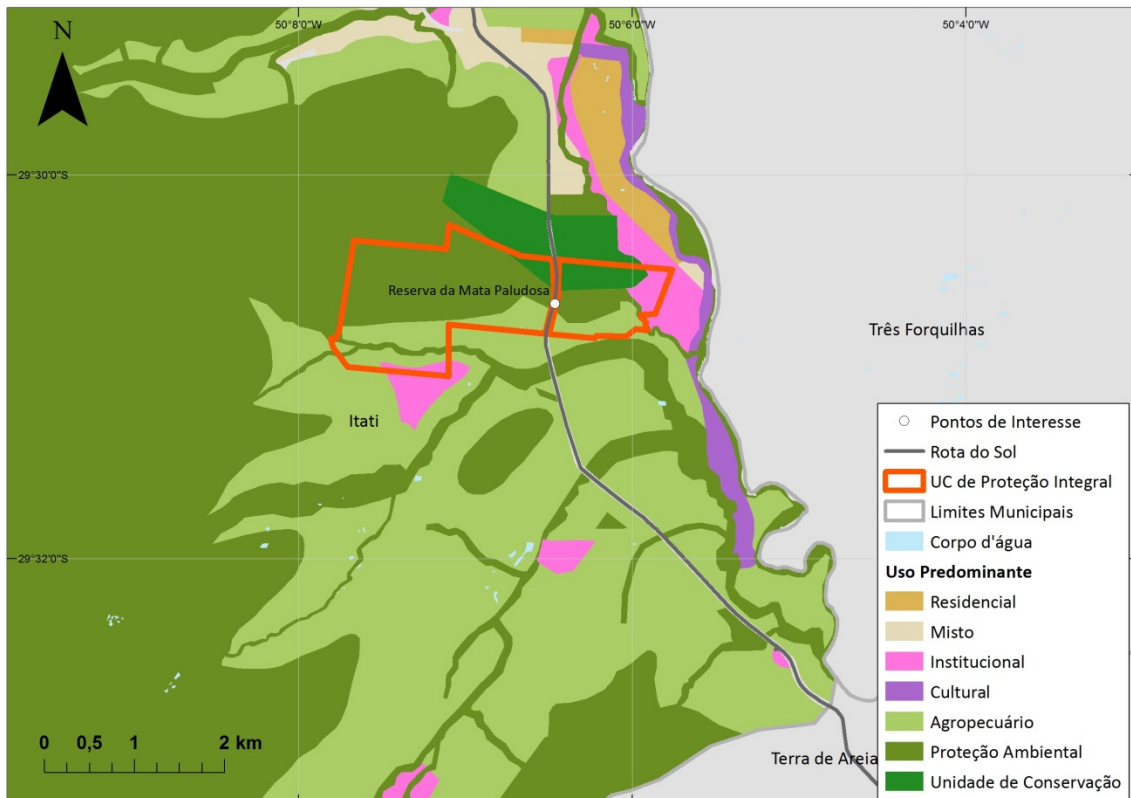 50°8'0"O
50°6'0"O
50°4'0"O
N
29°30'0"S
Reserva da Mata Paludosa
Três Forquilhas
Itati
29°32'0"S
Terra de Areia
0 0,5 1 2 km
Pontos de Interesse
Rota do Sol
UC de Proteção Integral
Limites Municipais
Corpo d'água
Uso Predominante
Residencial
Misto
Institucional
Cultural
Agropecuário
Proteção Ambiental
Unidade de Conservação